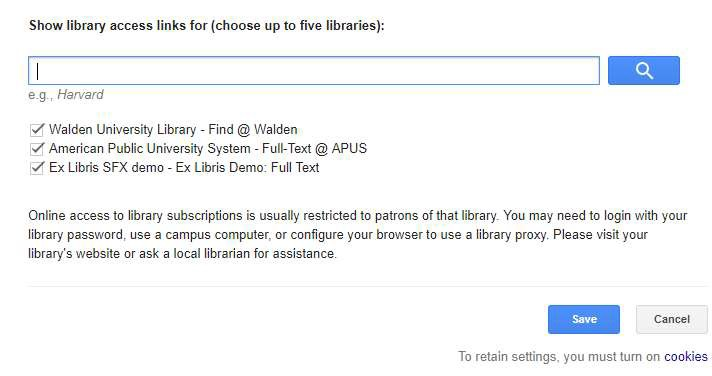 Show library access links for (choose up to five libraries):
e.g., Harvard
Walden University Library - Find @ Walden
American Public University System - Full-Text @ APUS
Ex Libris SFX demo - Ex Libris Demo: Full Text
Online access to library subscriptions is usually restricted to patrons of that library. You may need to login with your
library password, use a campus computer, or configure your browser to use a library proxy. Please visit your
library's website or ask a local librarian for assistance.
Save Cancel
To retain settings, you must turn on cookies